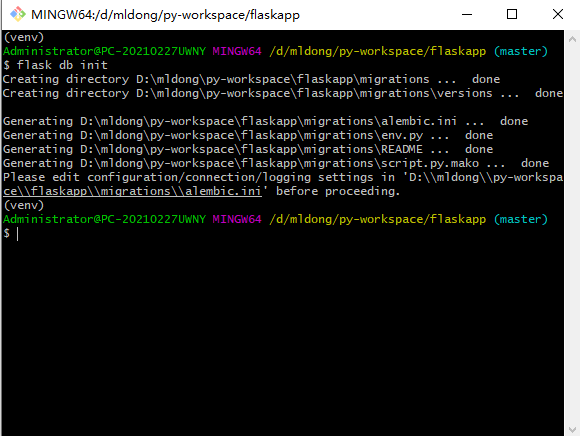 MINGW64:/d/mldong/py-workspace/flaskapp
(venv)
Administrator@PC-20210227UWNY MINGW64 /d/mldong/py-workspace/flaskapp (master)
$ flask db init
Creating directory D:\mldong\py-workspace\flaskapp\migrations ...  done
Creating directory D:\mldong\py-workspace\flaskapp\migrations\versions ...  done
Generating D:\mldong\py-workspace\flaskapp\migrations\alembic.ini ...  done
Generating D:\mldong\py-workspace\flaskapp\migrations\env.py ...  done
Generating D:\mldong\py-workspace\flaskapp\migrations\README ...  done
Generating D:\mldong\py-workspace\flaskapp\migrations\script.py.mako ...  done
Please edit configuration/connection/logging settings in 'D:\\mldong\\py-workspa
ce\\flaskapp\\migrations\\alembic.ini' before proceeding.
(venv)
Administrator@PC-20210227UWNY MINGW64 /d/mldong/py-workspace/flaskapp (master)
$